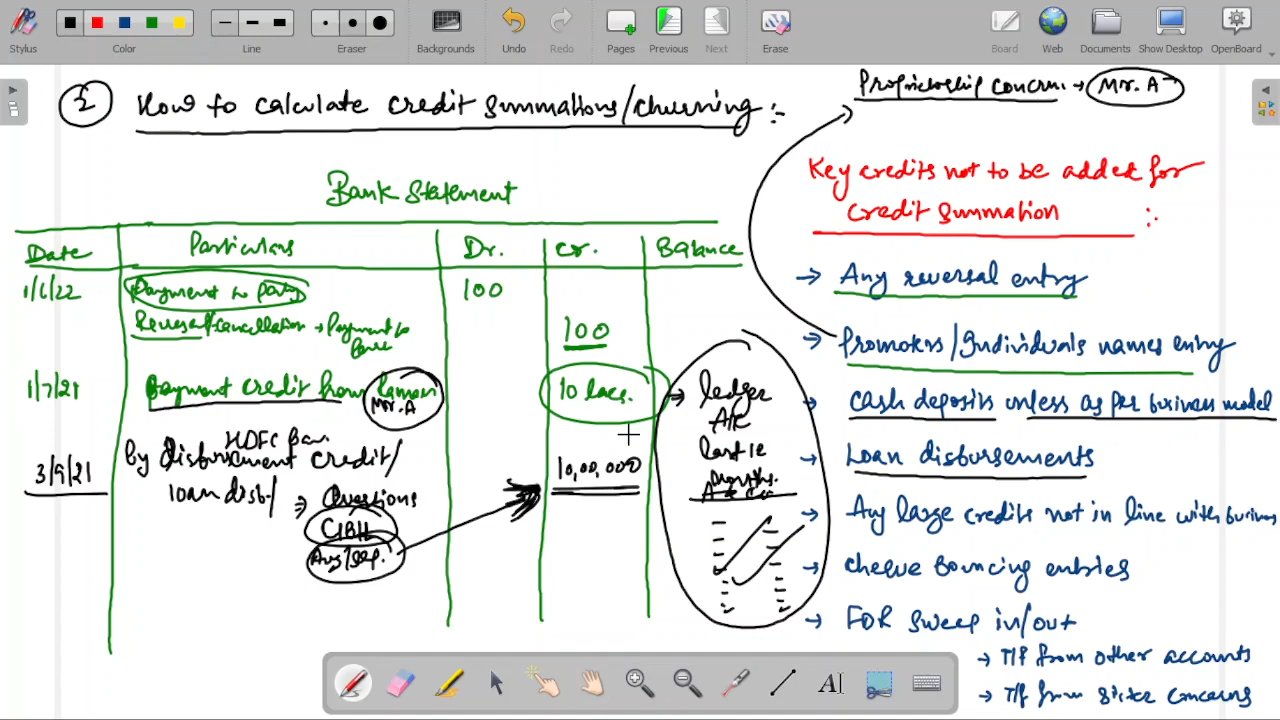 Stylus
Color
Line
Eraser
Backgrounds
Undo
Redo
Pages
Previous
Next
Erase
Board
Web
Documents
Show Desktop
OpenBoard
Proprietorship concern → Mr. A
2 How to calculate credit summations/churning :-
Key credits not to be added for
credit summation :-
Bank Statement
Date Particulars Dr. Cr. Balance
1/6/22 Payment to party 100
Reversal/cancellation → Payment to
100
1/7/21 Payment credit from Raman 10 lacs.
Mr. A
HDFC Ban.
3/9/21 by disbursement credit/ 10,00,000
loan disb/ ⇒ Questions
CIBIL
Aug/Sep.
→ ledger
A/c
last 12
months.
→ Any reversal entry
→ Promoters/Individuals names entry
→ cash deposits unless as per business model
→ Loan disbursements
→ Any large credits not in line with business
→ cheque bouncing entries
→ FDR sweep in/out
→ T/f from other accounts
→ T/f from sister concerns